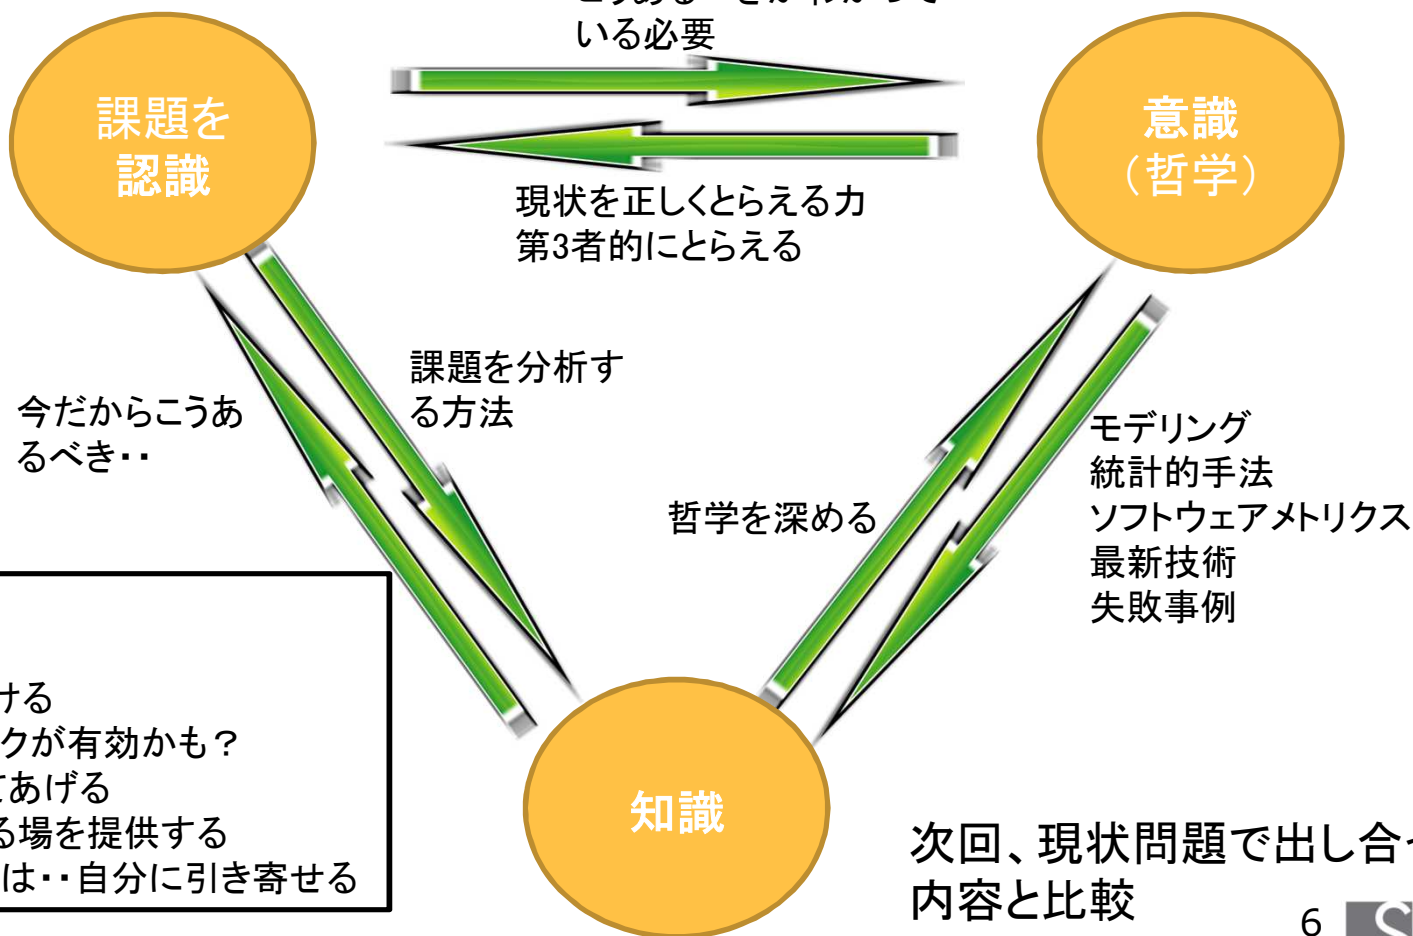 いる必要
課題を
認識
意識
（哲学）
現状を正しくとらえる力
第3者的にとらえる
課題を分析す
る方法
今だからこうあ
るべき・・
哲学を深める
モデリング
統計的手法
ソフトウェアメトリクス
最新技術
失敗事例
ける
クが有効かも？
てあげる
る場を提供する
は・・自分に引き寄せる
知識
次回、現状問題で出し合っ
内容と比較
6